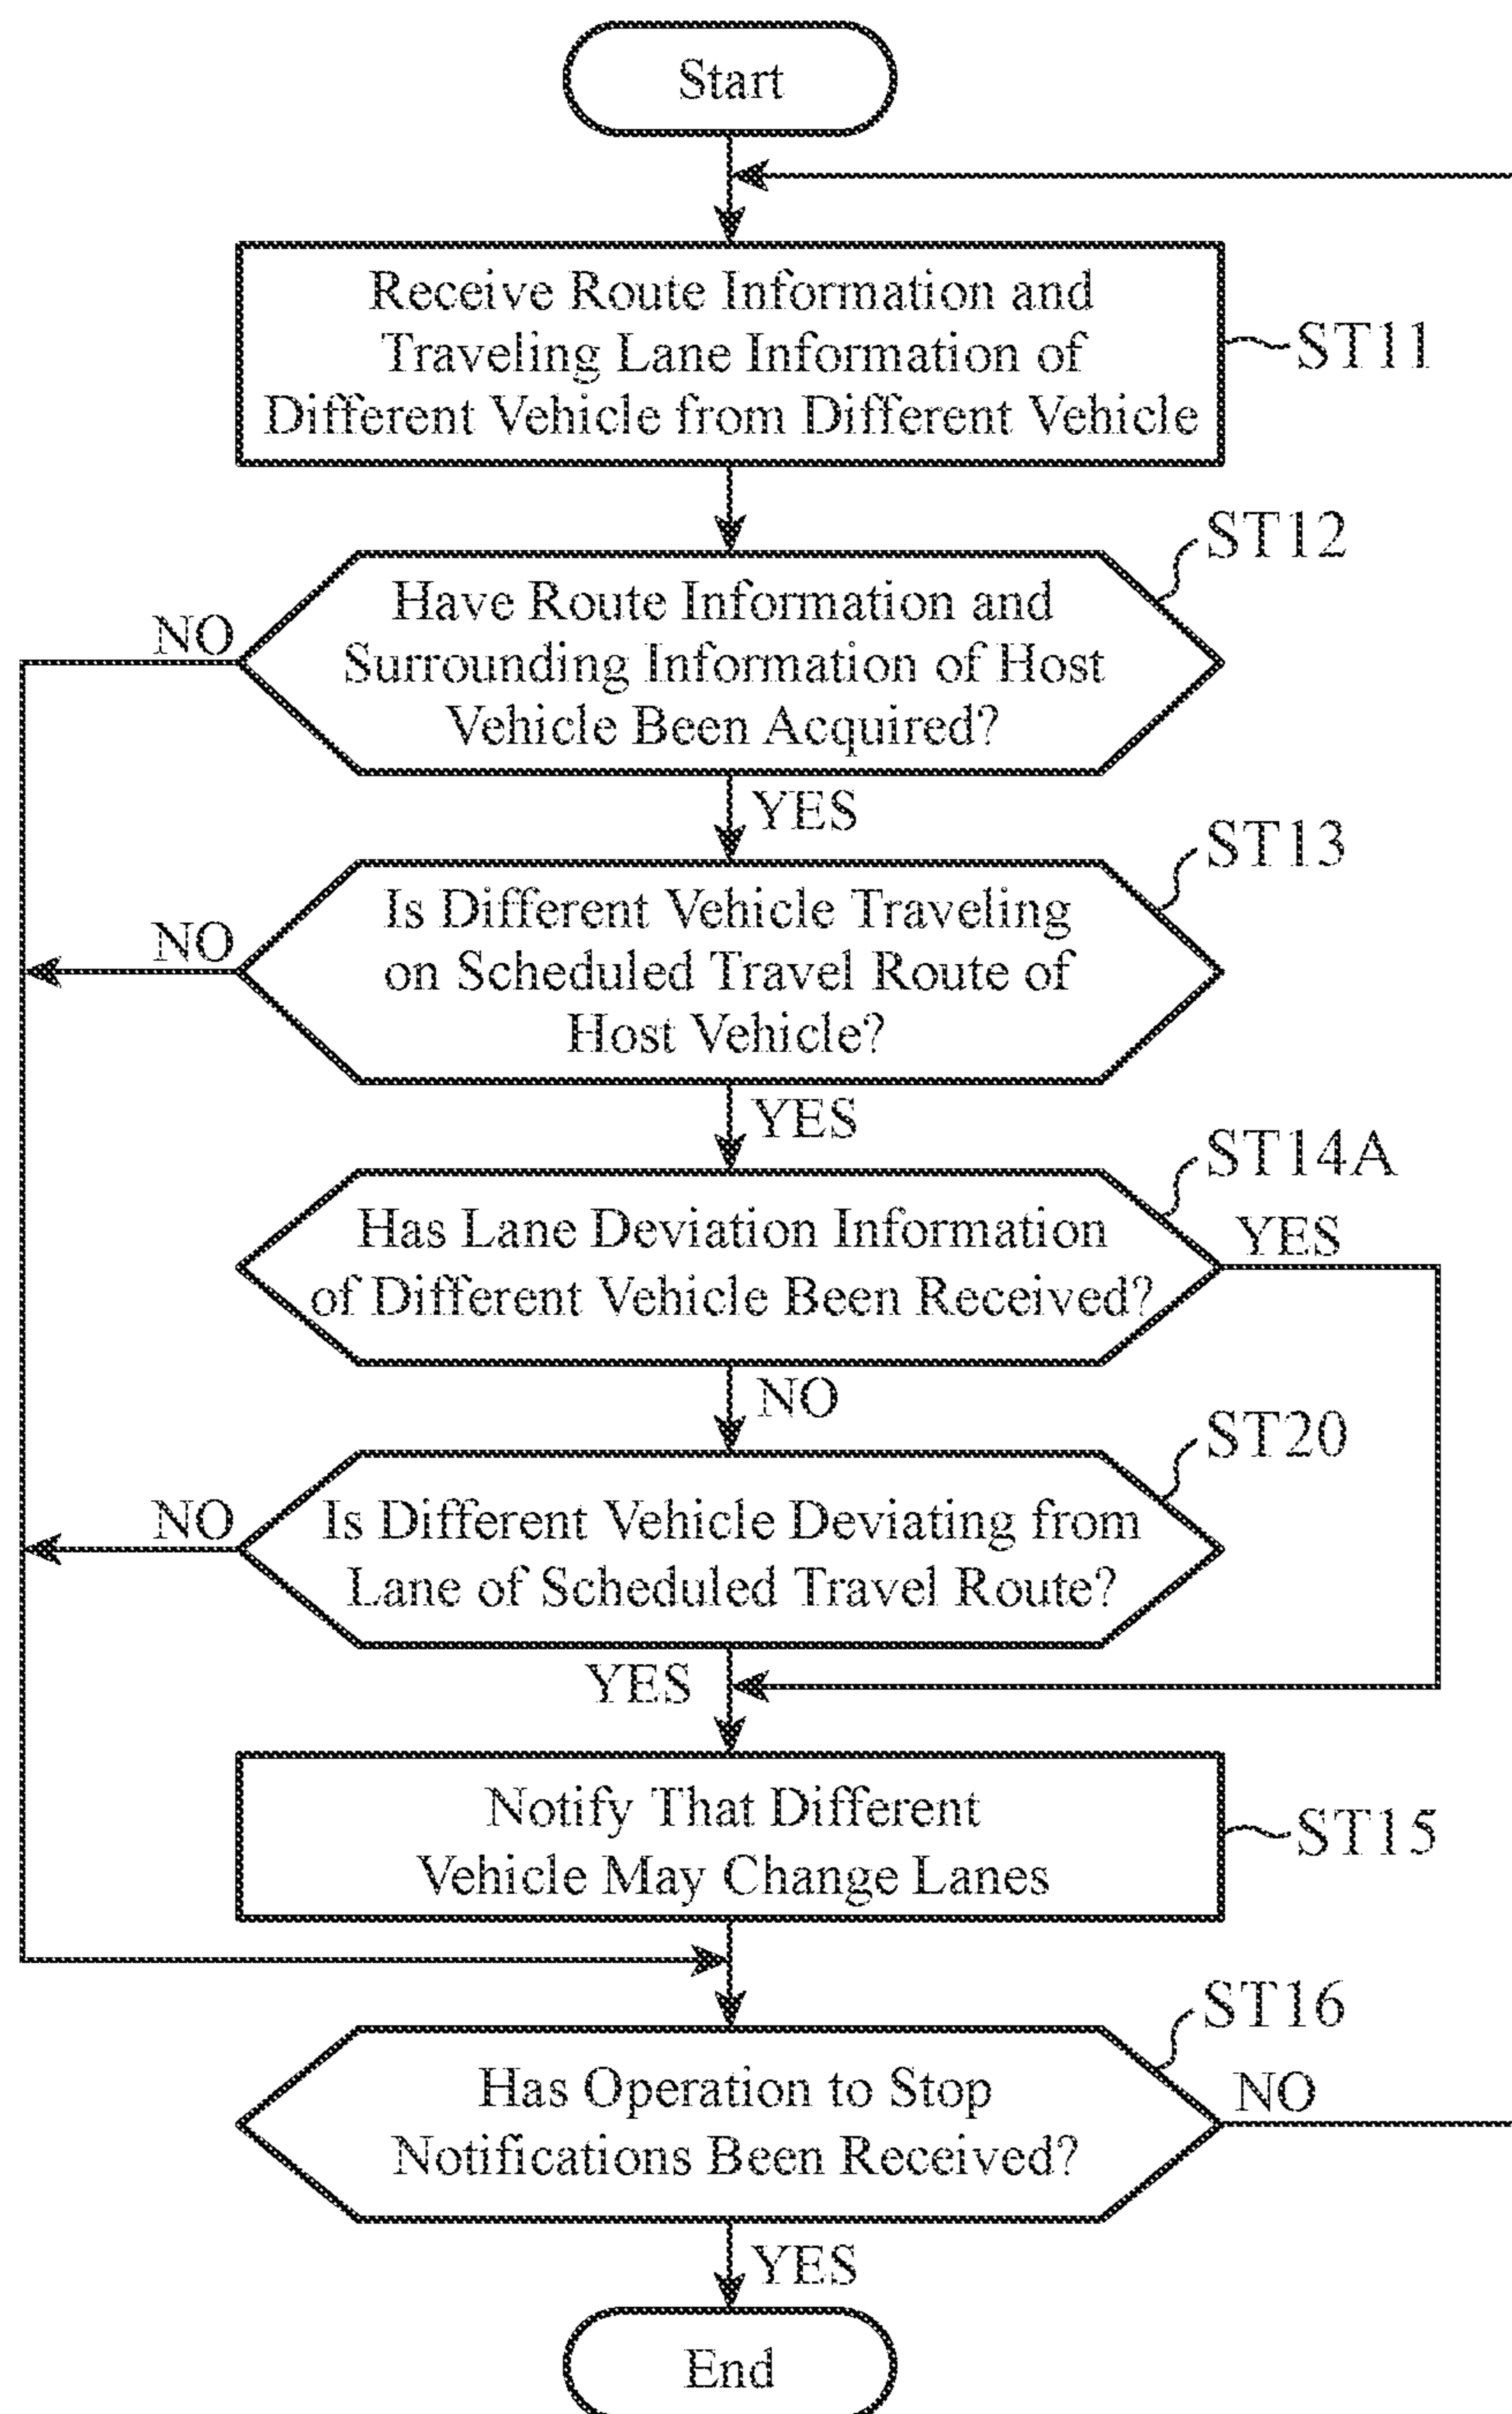 Start
Receive Route Information and
Traveling Lane Information of
Different Vehicle from Different Vehicle
ST11
ST12
Have Route Information and
Surrounding Information of Host
Vehicle Been Acquired?
NO
YES
ST13
Is Different Vehicle Traveling
on Scheduled Travel Route of
Host Vehicle?
NO
YES
ST14A
Has Lane Deviation Information
of Different Vehicle Been Received?
YES
NO
ST20
Is Different Vehicle Deviating from
Lane of Scheduled Travel Route?
NO
YES
Notify That Different
Vehicle May Change Lanes
ST15
ST16
Has Operation to Stop
Notifications Been Received?
NO
YES
End